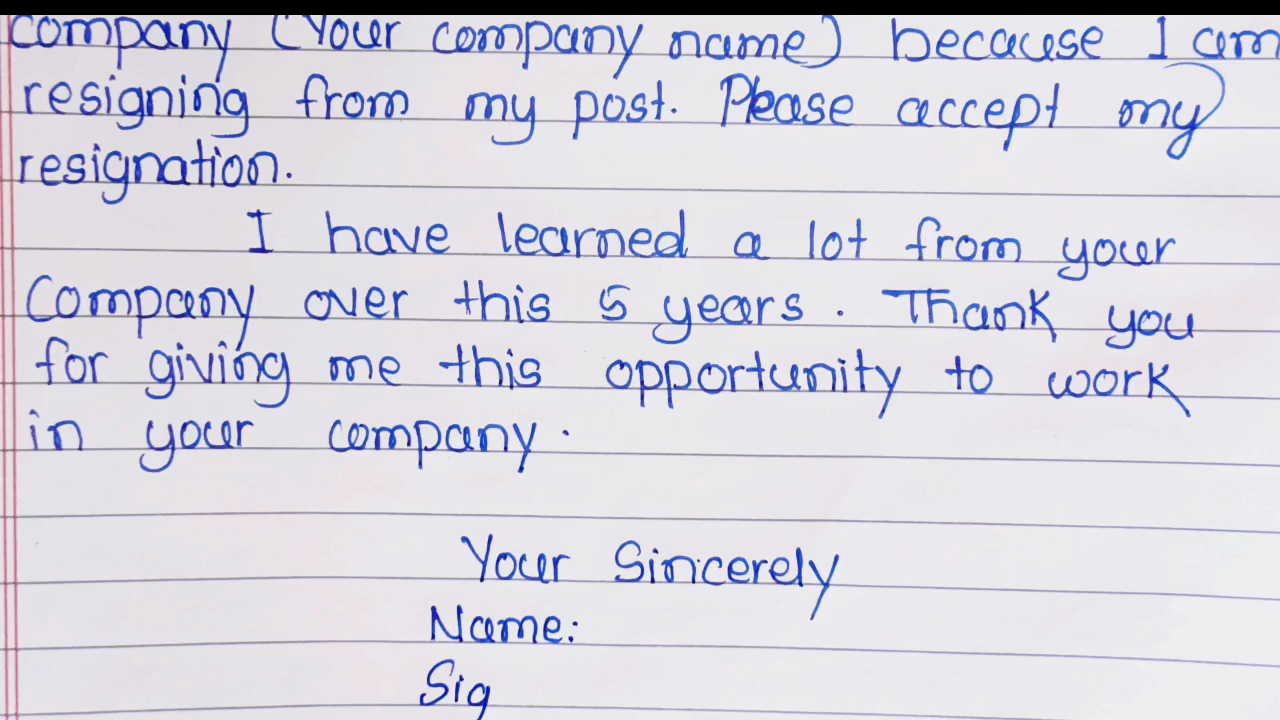 company (Your company name) because I am
resigning from my post. Please accept my
resignation.
I have learned a lot from your
Company over this 5 years. Thank you
for giving me this opportunity to work
in your company.
Your Sincerely
Name:
Sig